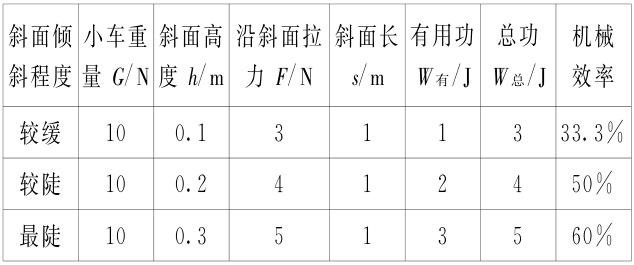 斜面倾斜程度 小车重量 G/N 斜面高度 h/m 沿斜面拉力 F/N 斜面长 s/m 有用功 W有/J 总功 W总/J 机械效率
较缓 10 0.1 3 1 1 3 33.3%
较陡 10 0.2 4 1 2 4 50%
最陡 10 0.3 5 1 3 5 60%